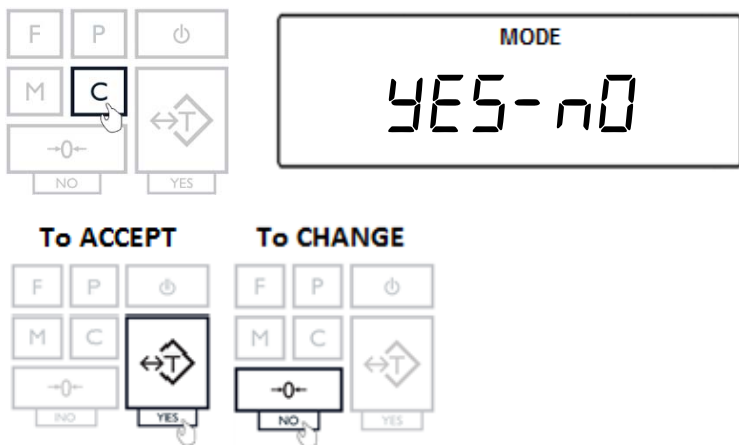 F P
MODE
M C
YES-nO
↔T
→0←
NO YES
To ACCEPT To CHANGE
F P F P
M C M C
↔T ↔T
→0← →0←
NO YES NO YES